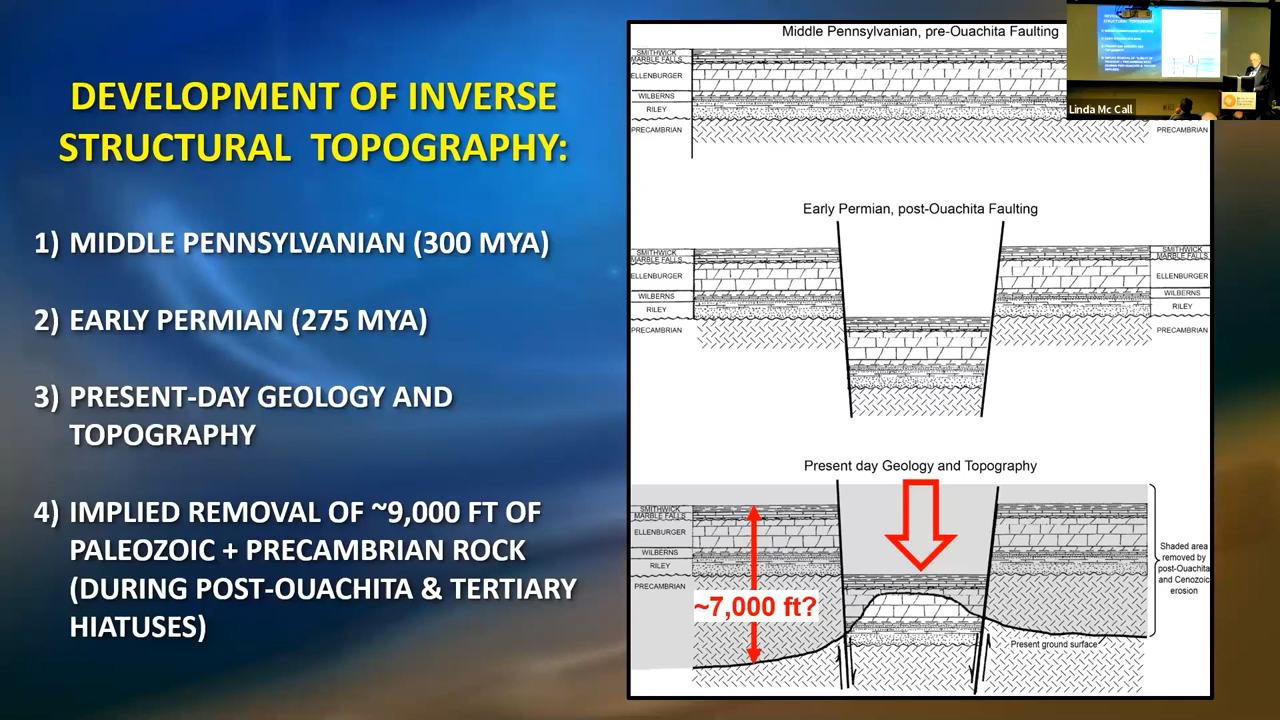 DEVELOPMENT OF INVERSE
STRUCTURAL TOPOGRAPHY:
1) MIDDLE PENNSYLVANIAN (300 MYA)
2) EARLY PERMIAN (275 MYA)
3) PRESENT-DAY GEOLOGY AND
TOPOGRAPHY
4) IMPLIED REMOVAL OF ~9,000 FT OF
PALEOZOIC + PRECAMBRIAN ROCK
(DURING POST-OUACHITA & TERTIARY
HIATUSES)
Middle Pennsylvanian, pre-Ouachita Faulting
SMITHWICK
MARBLE FALLS
ELLENBURGER
WILBERNS
RILEY
PRECAMBRIAN
PRECAMBRIAN
Early Permian, post-Ouachita Faulting
SMITHWICK
MARBLE FALLS
ELLENBURGER
WILBERNS
RILEY
PRECAMBRIAN
SMITHWICK
MARBLE FALLS
ELLENBURGER
WILBERNS
RILEY
PRECAMBRIAN
Present day Geology and Topography
SMITHWICK
MARBLE FALLS
ELLENBURGER
WILBERNS
RILEY
PRECAMBRIAN
~7,000 ft?
Shaded area
removed by
post-Ouachita
and Cenozoic
erosion
Present ground surface
Linda Mc Call